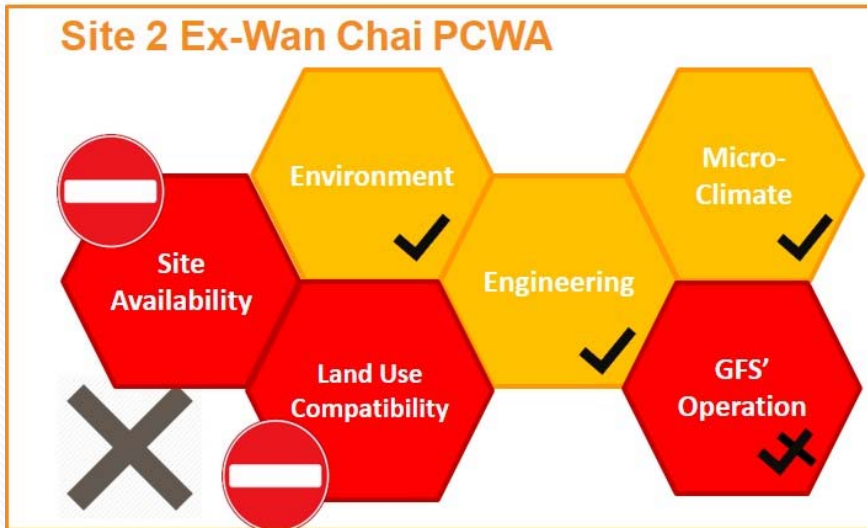 Site 2 Ex-Wan Chai PCWA
Environment
Micro-
Climate
Site
Availability
Engineering
Land Use
Compatibility
GFS’
Operation